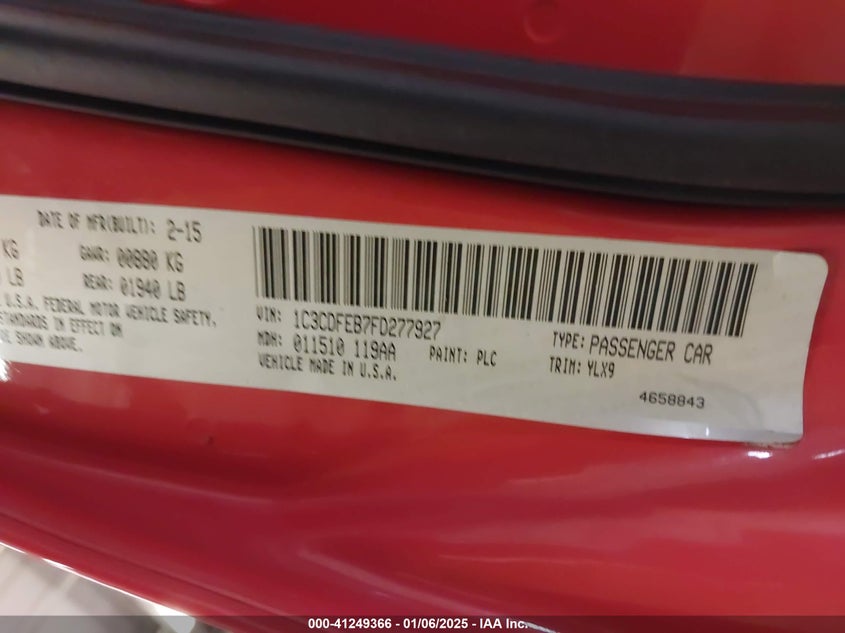 DATE OF MFR(BUILT): 2-15
KG GAWR: 00880 KG
LB REAR: 01940 LB
U.S.A. FEDERAL MOTOR VEHICLE SAFETY,
STANDARDS IN EFFECT ON
SHOWN ABOVE.
VIN: 1C3CDFEB7FD277927 TYPE: PASSENGER CAR
MDH: 011510 119AA PAINT: PLC TRIM: YLX9
VEHICLE MADE IN U.S.A.
4658843
000-41249366 - 01/06/2025 - IAA Inc.